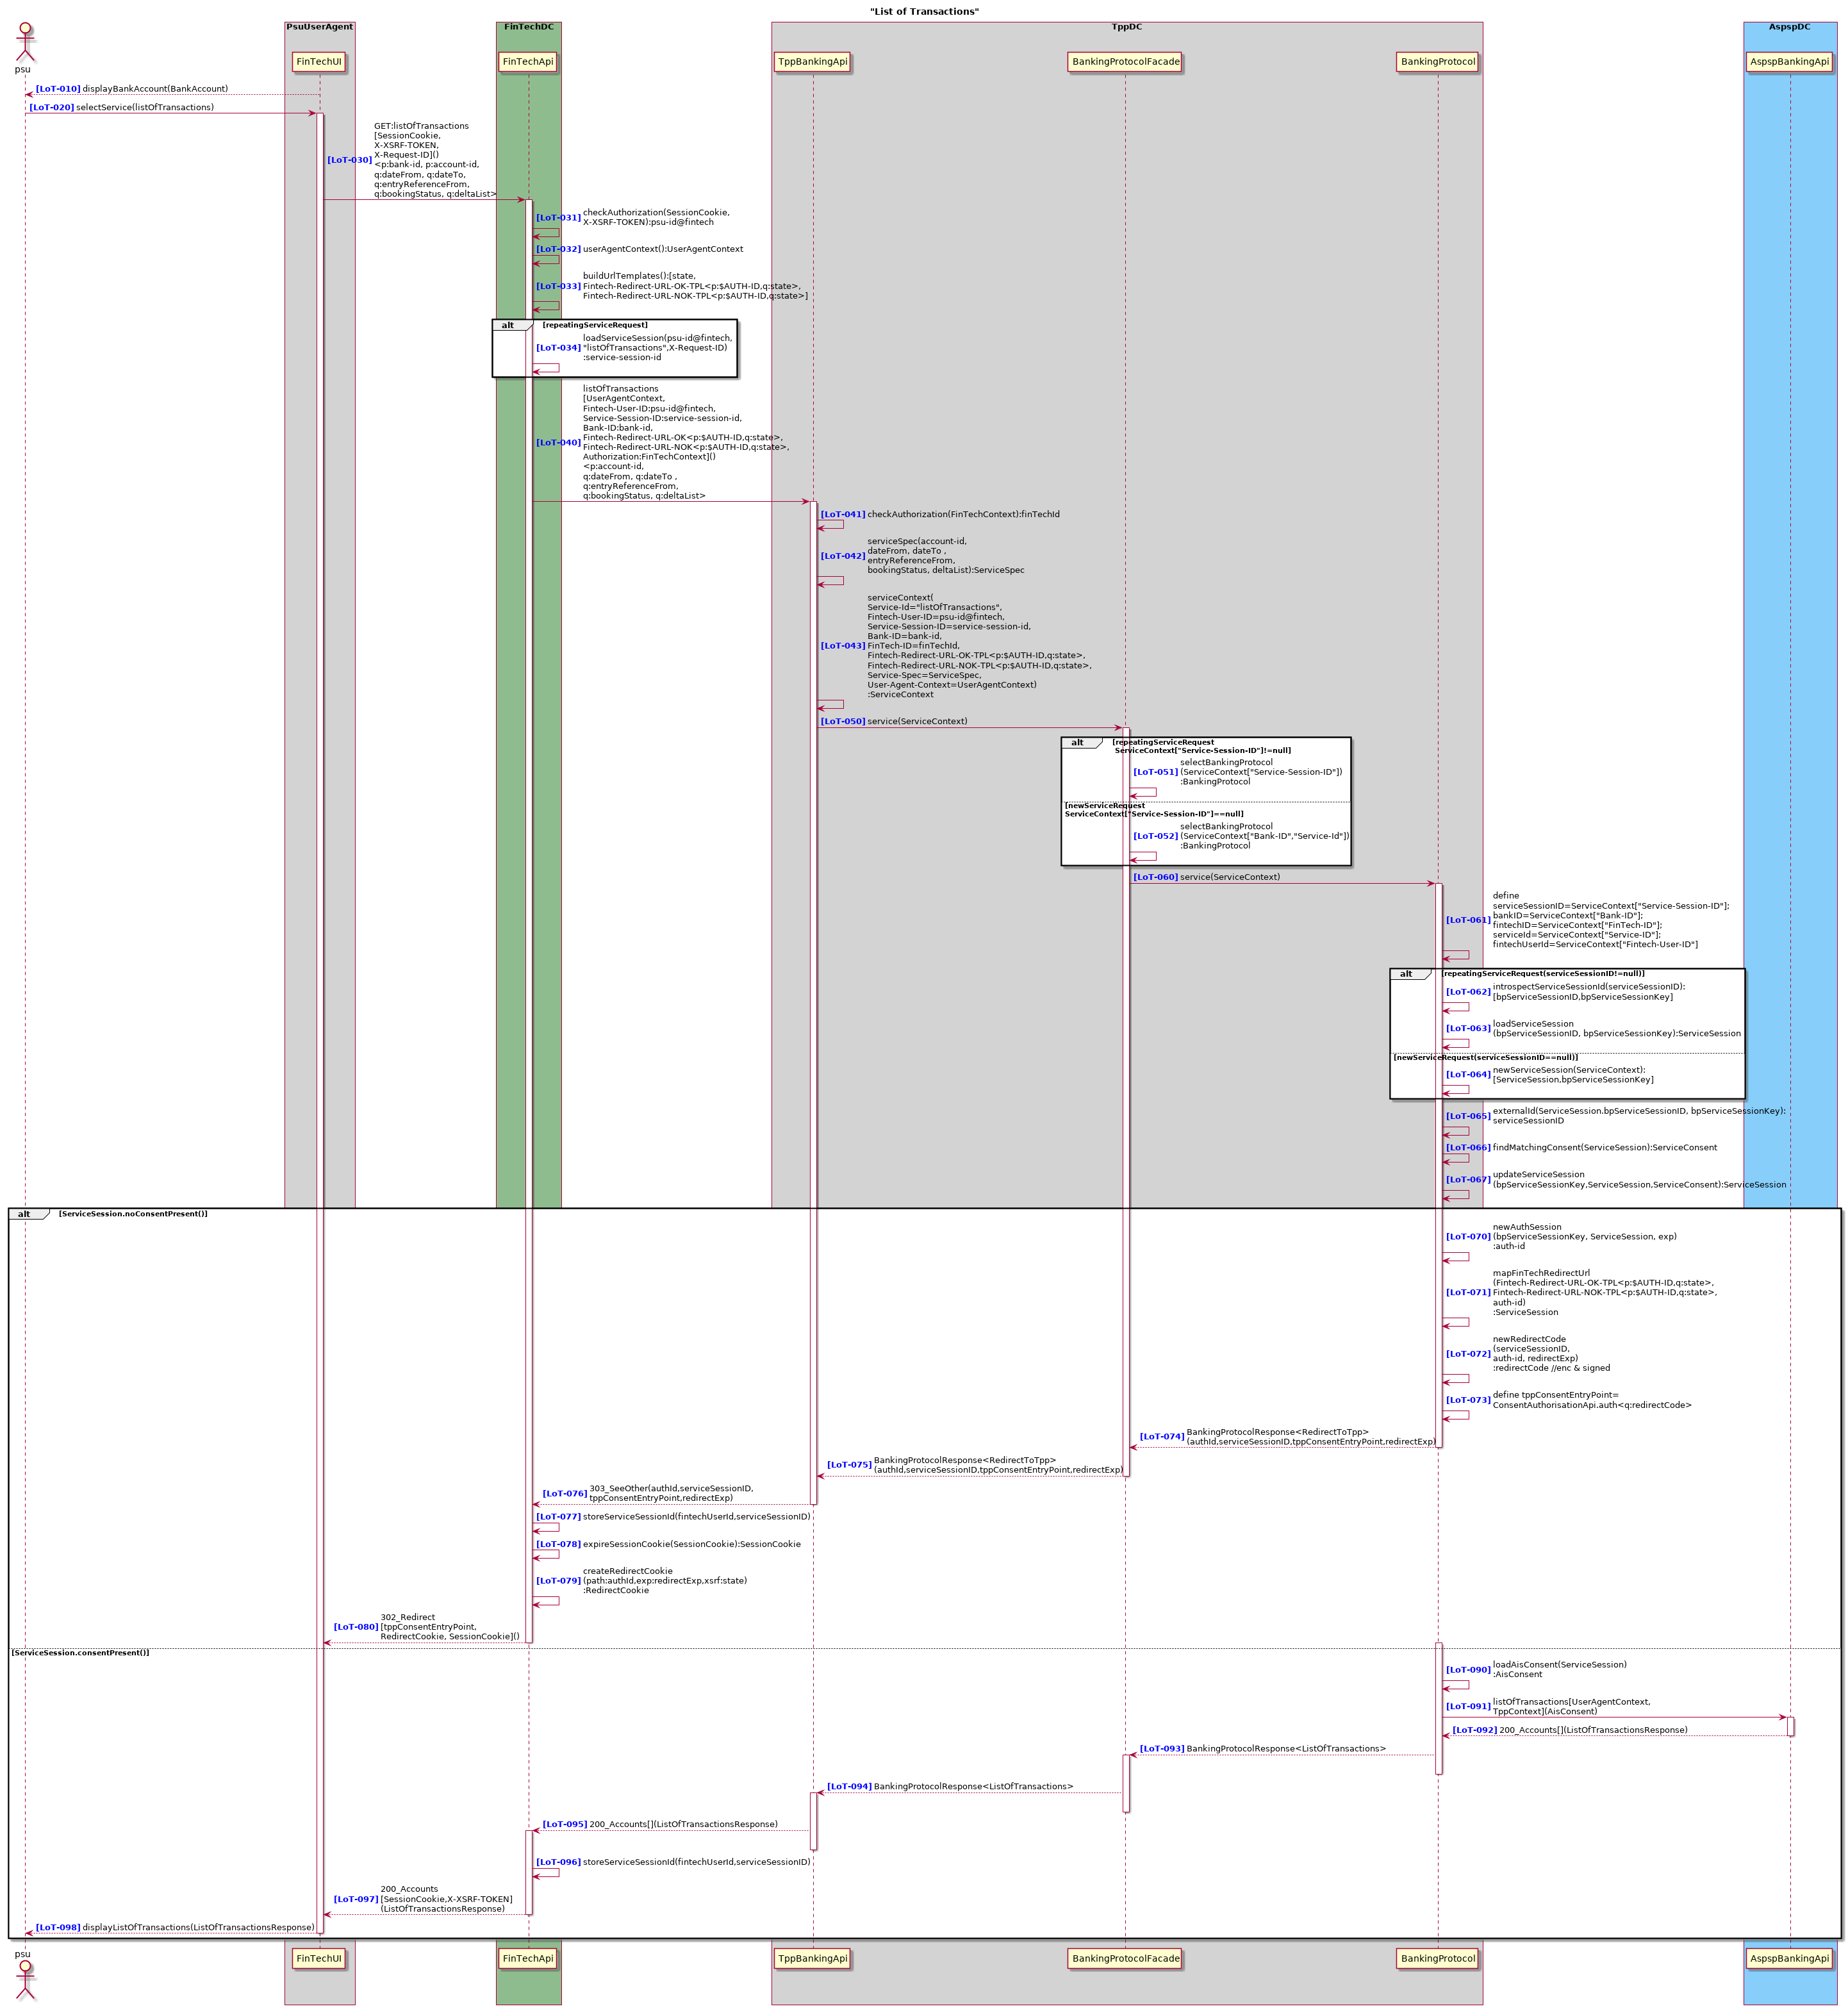 "List of Transactions"
PsuUserAgent
FinTechDC
TppDC
AspspDC
psu
FinTechUI
FinTechApi
TppBankingApi
BankingProtocolFacade
BankingProtocol
AspspBankingApi
[LoT-010] displayBankAccount(BankAccount)
[LoT-020] selectService(listOfTransactions)
GET:listOfTransactions
[SessionCookie,
X-XSRF-TOKEN,
[LoT-030] X-Request-ID]()
<p:bank-id, p:account-id,
q:dateFrom, q:dateTo,
q:entryReferenceFrom,
q:bookingStatus, q:deltaList>
[LoT-031] checkAuthorization(SessionCookie,
X-XSRF-TOKEN):psu-id@fintech
[LoT-032] userAgentContext():UserAgentContext
buildUrlTemplates():[state,
[LoT-033] Fintech-Redirect-URL-OK-TPL<p:$AUTH-ID,q:state>,
Fintech-Redirect-URL-NOK-TPL<p:$AUTH-ID,q:state>]
alt [repeatingServiceRequest]
loadServiceSession(psu-id@fintech,
[LoT-034] "listOfTransactions",X-Request-ID)
:service-session-id
listOfTransactions
[UserAgentContext,
Fintech-User-ID:psu-id@fintech,
Service-Session-ID:service-session-id,
Bank-ID:bank-id,
[LoT-040] Fintech-Redirect-URL-OK<p:$AUTH-ID,q:state>,
Fintech-Redirect-URL-NOK<p:$AUTH-ID,q:state>,
Authorization:FinTechContext]()
<p:account-id,
q:dateFrom, q:dateTo ,
q:entryReferenceFrom,
q:bookingStatus, q:deltaList>
[LoT-041] checkAuthorization(FinTechContext):finTechId
serviceSpec(account-id,
[LoT-042] dateFrom, dateTo ,
entryReferenceFrom,
bookingStatus, deltaList):ServiceSpec
serviceContext(
Service-Id="listOfTransactions",
Fintech-User-ID=psu-id@fintech,
Service-Session-ID=service-session-id,
Bank-ID=bank-id,
[LoT-043] FinTech-ID=finTechId,
Fintech-Redirect-URL-OK-TPL<p:$AUTH-ID,q:state>,
Fintech-Redirect-URL-NOK-TPL<p:$AUTH-ID,q:state>,
Service-Spec=ServiceSpec,
User-Agent-Context=UserAgentContext)
:ServiceContext
[LoT-050] service(ServiceContext)
alt [repeatingServiceRequest
ServiceContext["Service-Session-ID"]!=null]
selectBankingProtocol
[LoT-051] (ServiceContext["Service-Session-ID"])
:BankingProtocol
[newServiceRequest
ServiceContext["Service-Session-ID"]==null]
selectBankingProtocol
[LoT-052] (ServiceContext["Bank-ID","Service-Id"])
:BankingProtocol
[LoT-060] service(ServiceContext)
define
serviceSessionID=ServiceContext["Service-Session-ID"];
[LoT-061] bankID=ServiceContext["Bank-ID"];
fintechID=ServiceContext["FinTech-ID"];
serviceId=ServiceContext["Service-ID"];
fintechUserId=ServiceContext["Fintech-User-ID"]
alt [repeatingServiceRequest(serviceSessionID!=null)]
[LoT-062] introspectServiceSessionId(serviceSessionID):
[bpServiceSessionID,bpServiceSessionKey]
[LoT-063] loadServiceSession
(bpServiceSessionID, bpServiceSessionKey):ServiceSession
[newServiceRequest(serviceSessionID==null)]
[LoT-064] newServiceSession(ServiceContext):
[ServiceSession,bpServiceSessionKey]
[LoT-065] externalId(ServiceSession,bpServiceSessionID, bpServiceSessionKey):
serviceSessionID
[LoT-066] findMatchingConsent(ServiceSession):ServiceConsent
[LoT-067] updateServiceSession
(bpServiceSessionKey,ServiceSession,ServiceConsent):ServiceSession
alt [ServiceSession.noConsentPresent()]
newAuthSession
[LoT-070] (bpServiceSessionKey, ServiceSession, exp)
:auth-id
mapFinTechRedirectUrl
(Fintech-Redirect-URL-OK-TPL<p:$AUTH-ID,q:state>,
[LoT-071] Fintech-Redirect-URL-NOK-TPL<p:$AUTH-ID,q:state>,
auth-id)
:ServiceSession
newRedirectCode
[LoT-072] (serviceSessionID,
auth-id, redirectExp)
:redirectCode //enc & signed
[LoT-073] define tppConsentEntryPoint=
ConsentAuthorisationApi.auth<q:redirectCode>
[LoT-074] BankingProtocolResponse<RedirectToTpp>
(authId,serviceSessionID,tppConsentEntryPoint,redirectExp)
[LoT-075] BankingProtocolResponse<RedirectToTpp>
(authId,serviceSessionID,tppConsentEntryPoint,redirectExp)
[LoT-076] 303_SeeOther(authId,serviceSessionID,
tppConsentEntryPoint,redirectExp)
[LoT-077] storeServiceSessionId(fintechUserId,serviceSessionID)
[LoT-078] expireSessionCookie(SessionCookie):SessionCookie
createRedirectCookie
[LoT-079] (path:authId,exp:redirectExp,xsrf:state)
:RedirectCookie
302_Redirect
[LoT-080] [tppConsentEntryPoint,
RedirectCookie, SessionCookie]()
[ServiceSession.consentPresent()]
[LoT-090] loadAisConsent(ServiceSession)
:AisConsent
[LoT-091] listOfTransactions[UserAgentContext,
TppContext](AisConsent)
[LoT-092] 200_Accounts[](ListOfTransactionsResponse)
[LoT-093] BankingProtocolResponse<ListOfTransactions>
[LoT-094] BankingProtocolResponse<ListOfTransactions>
[LoT-095] 200_Accounts[](ListOfTransactionsResponse)
[LoT-096] storeServiceSessionId(fintechUserId,serviceSessionID)
200_Accounts
[LoT-097] [SessionCookie,X-XSRF-TOKEN]
(ListOfTransactionsResponse)
[LoT-098] displayListOfTransactions(ListOfTransactionsResponse)
psu
FinTechUI
FinTechApi
TppBankingApi
BankingProtocolFacade
BankingProtocol
AspspBankingApi